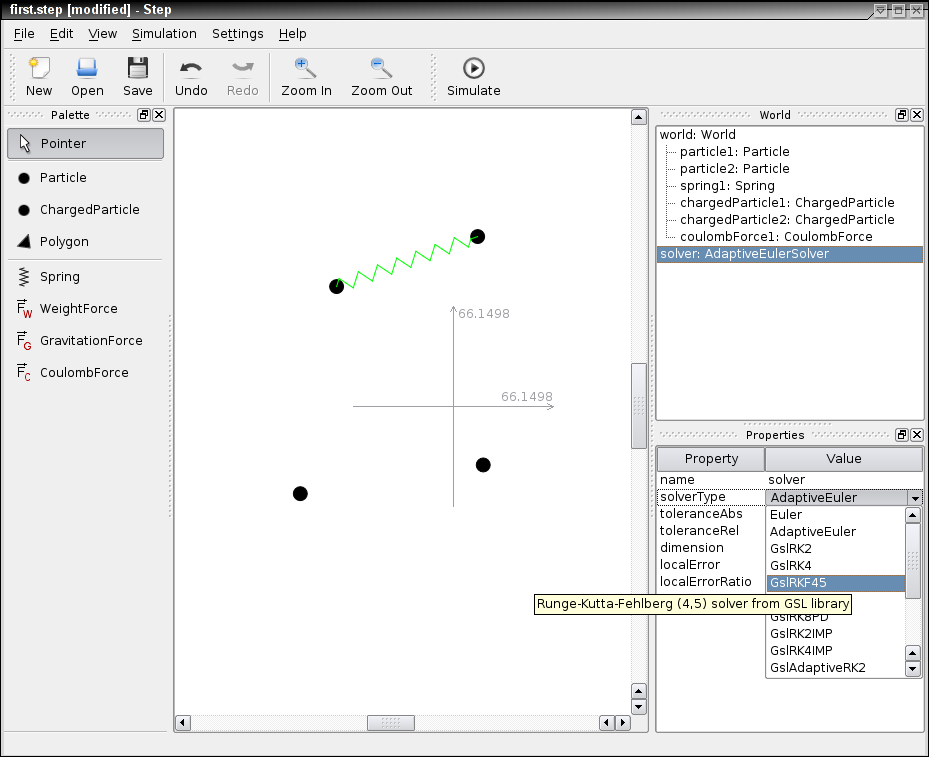 first.step [modified] - Step
File Edit View Simulation Settings Help
New Open Save Undo Redo Zoom In Zoom Out Simulate
Palette
Pointer
Particle
ChargedParticle
Polygon
Spring
F W WeightForce
F G GravitationForce
F C CoulombForce
66.1498
66.1498
World
world: World
particle1: Particle
particle2: Particle
spring1: Spring
chargedParticle1: ChargedParticle
chargedParticle2: ChargedParticle
coulombForce1: CoulombForce
solver: AdaptiveEulerSolver
Properties
Property Value
name solver
solverType AdaptiveEuler
toleranceAbs Euler
toleranceRel AdaptiveEuler
dimension GslRK2
localError GslRK4
localErrorRatio GslRKF45
Runge-Kutta-Fehlberg (4,5) solver from GSL library
GslRK8PD
GslRK2IMP
GslRK4IMP
GslAdaptiveRK2